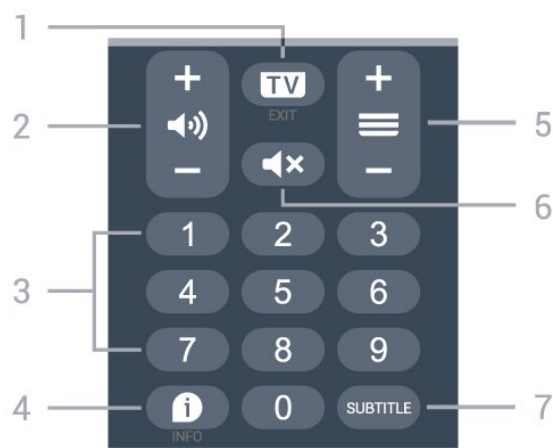 1
+ TV +
EXIT
2 5
− −
6
1 2 3
3
4 5 6
7 8 9
4 i 0 SUBTITLE 7
INFO